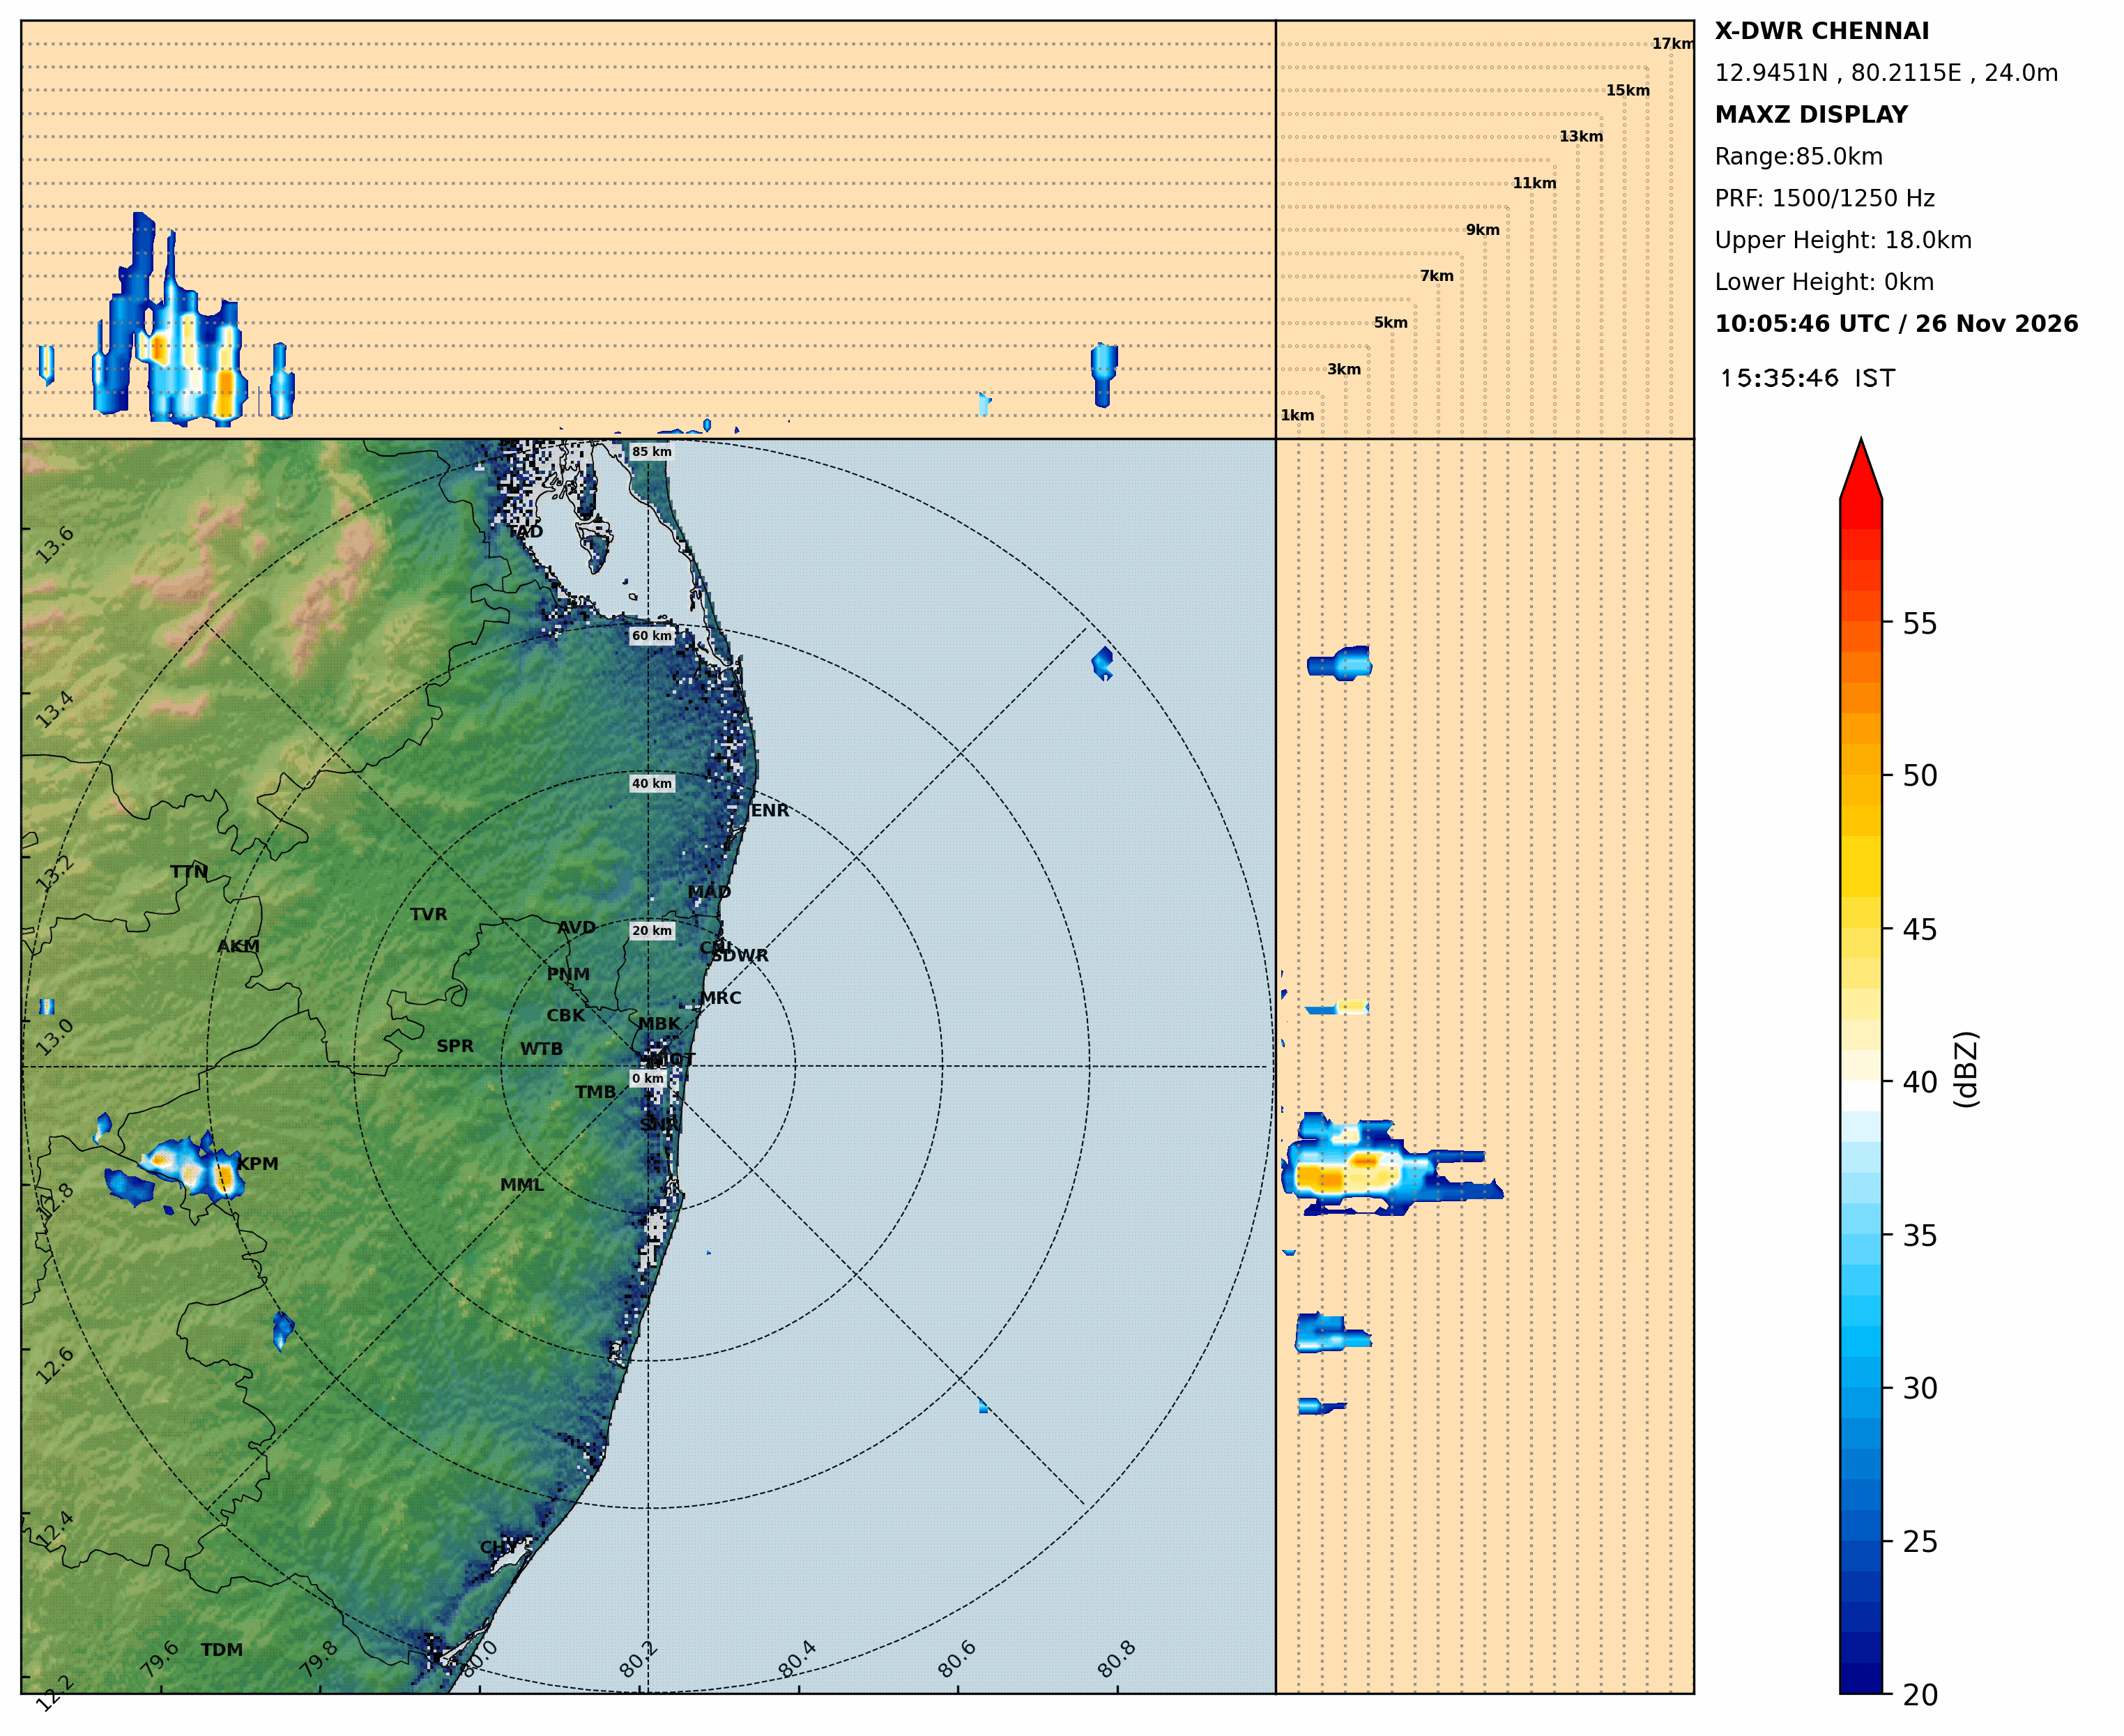 X-DWR CHENNAI
12.9451N , 80.2115E , 24.0m
MAXZ DISPLAY
Range:85.0km
PRF: 1500/1250 Hz
Upper Height: 18.0km
Lower Height: 0km
10:05:46 UTC / 26 Nov 2026
15:35:46 IST
17km
15km
13km
11km
9km
7km
5km
3km
1km
85 km
TAD
13.6
60 km
13.4
40 km
ENR
TTN
13.2
MAD
TVR
AVD
20 km
AKM
SDWR
PNM
MRC
CBK
MBK
13.0
SPR
WTB
0 km
TMB
SNR
KPM
MML
12.8
12.6
12.4
CHY
TDM
12.2
79.6
79.8
80.0
80.2
80.4
80.6
80.8
55
50
45
40
35
30
25
20
(dBZ)